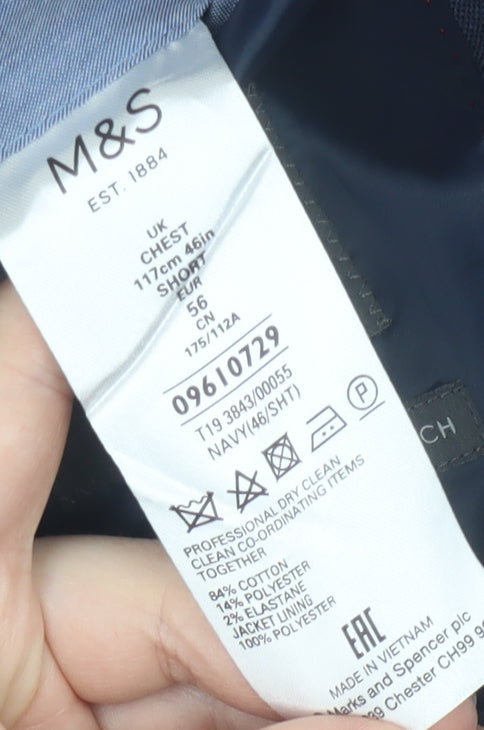 M&S
EST. 1884
UK
CHEST
117cm 46in
SHORT
EUR
56
CN
175/112A
09610729
T19 3843/00055
NAVY(46/SHT)
P
CH
PROFESSIONAL DRY CLEAN
CLEAN CO-ORDINATING ITEMS
TOGETHER
84% COTTON
14% POLYESTER
2% ELASTANE
JACKET LINING
100% POLYESTER
EAC
MADE IN VIETNAM
Marks and Spencer plc
Chester CH99